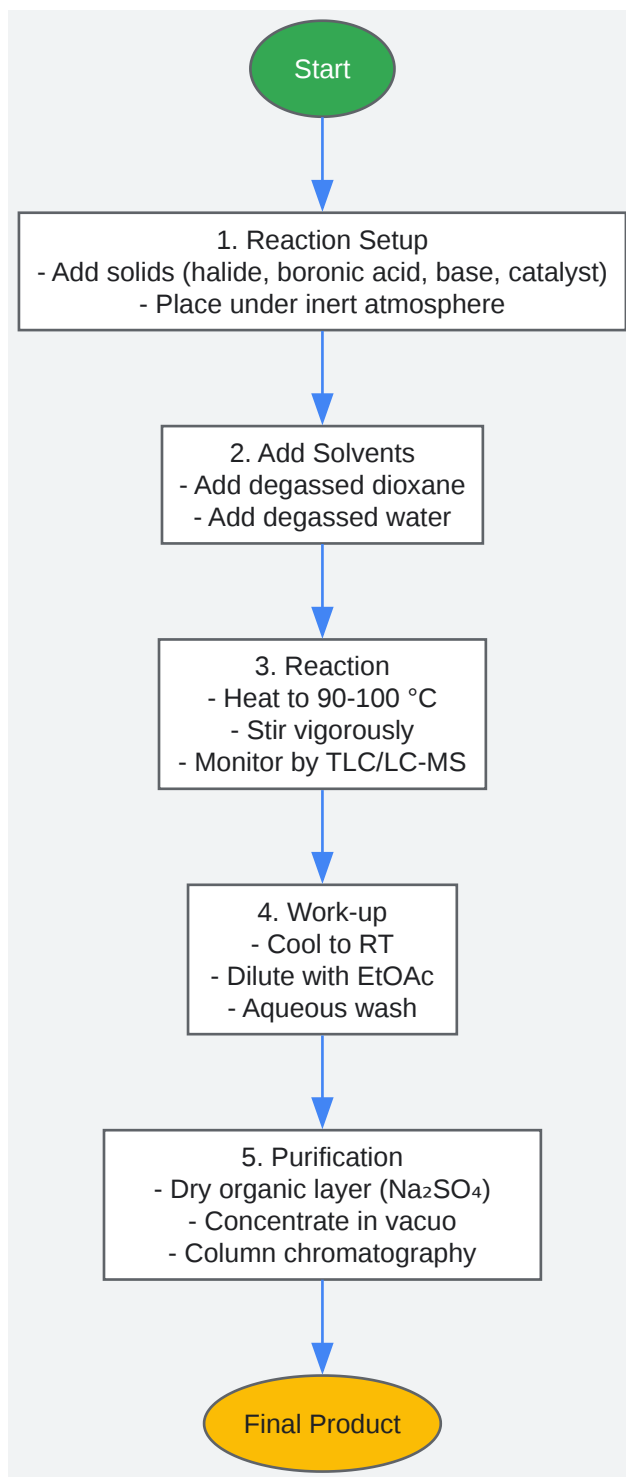 Start
1. Reaction Setup
- Add solids (halide, boronic acid, base, catalyst)
- Place under inert atmosphere
2. Add Solvents
- Add degassed dioxane
- Add degassed water
3. Reaction
- Heat to 90-100 °C
- Stir vigorously
- Monitor by TLC/LC-MS
4. Work-up
- Cool to RT
- Dilute with EtOAc
- Aqueous wash
5. Purification
- Dry organic layer (Na₂SO₄)
- Concentrate in vacuo
- Column chromatography
Final Product